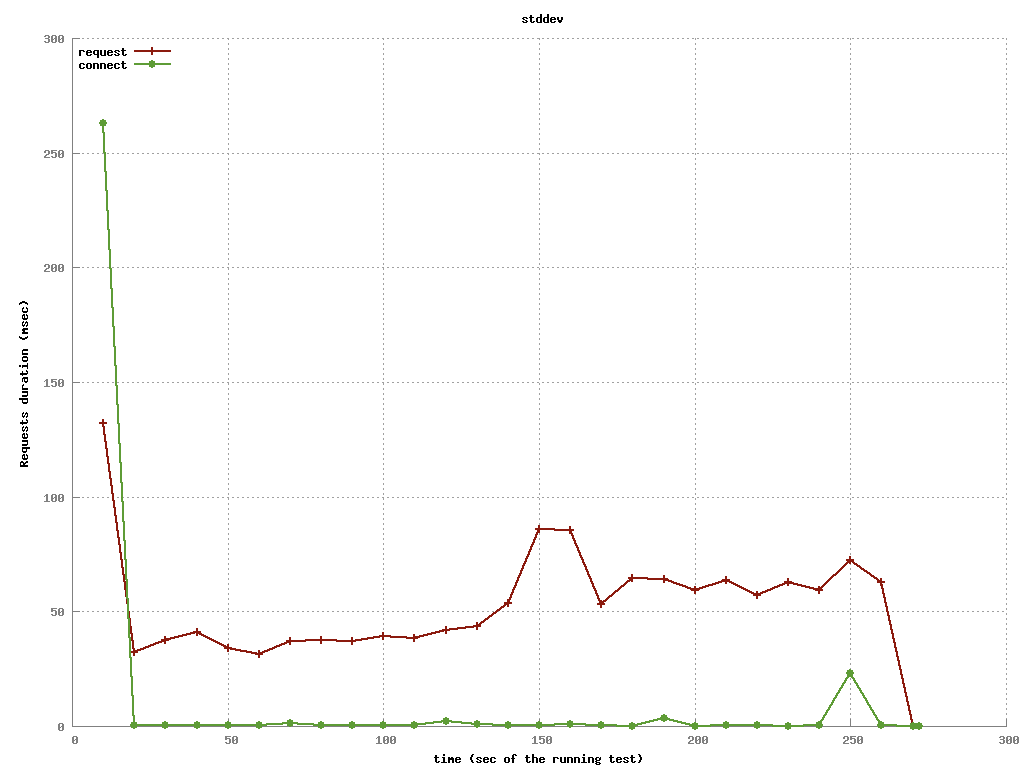 stddev
300
request
connect
250
200
150
100
50
0
0 50 100 150 200 250 300
Requests duration (msec)
time (sec of the running test)